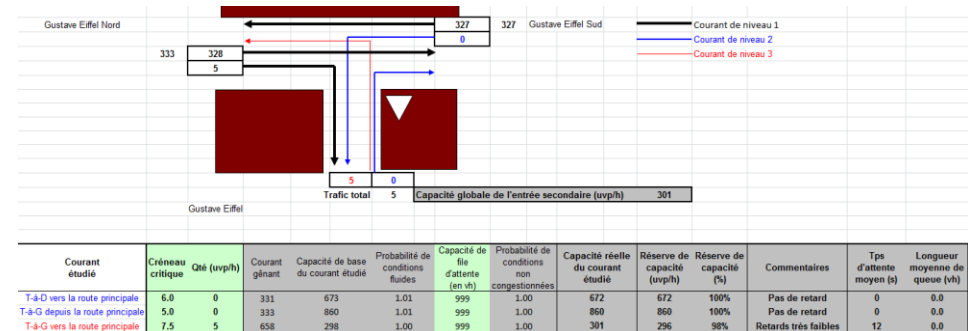 Gustave Eiffel Nord 327 327 Gustave Eiffel Sud Courant de niveau 1
0 Courant de niveau 2
333 328 Courant de niveau 3
5
5 0
Trafic total 5 Capacité globale de l'entrée secondaire (uvp/h) 301
Gustave Eiffel
Courant étudié Créneau critique Qté (uvp/h) Courant gênant Capacité de base du courant étudié Probabilité de conditions fluides Capacité de file d'attente (en vh) Probabilité de conditions non congestionnées Capacité réelle du courant étudié Réserve de capacité (uvp/h) Réserve de capacité (%) Commentaires Tps d'attente moyen (s) Longueur moyenne de queue (vh)
T-à-D vers la route principale 6.0 0 331 673 1.01 999 1.00 672 672 100% Pas de retard 0 0.0
T-à-G depuis la route principale 5.0 0 333 860 1.01 999 1.00 860 860 100% Pas de retard 0 0.0
T-à-G vers la route principale 7.5 5 658 298 1.00 999 1.00 301 296 98% Retards très faibles 12 0.0